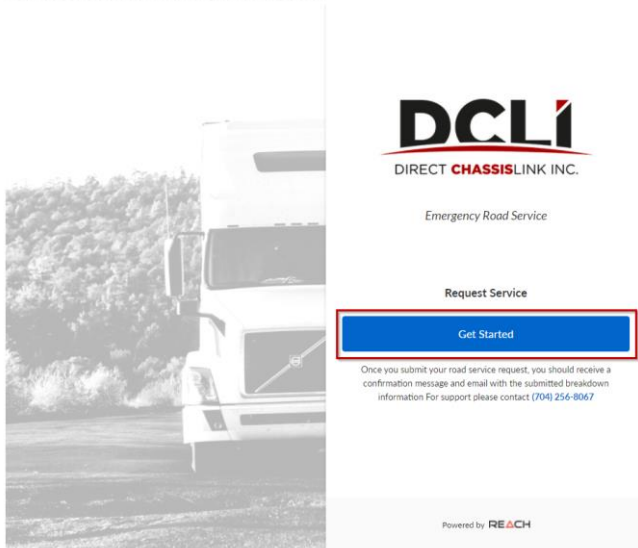 DCLI
DIRECT CHASSISLINK INC.
Emergency Road Service
Request Service
Get Started
Once you submit your road service request, you should receive a
confirmation message and email with the submitted breakdown
information For support please contact (704) 256-8067
Powered by REACH